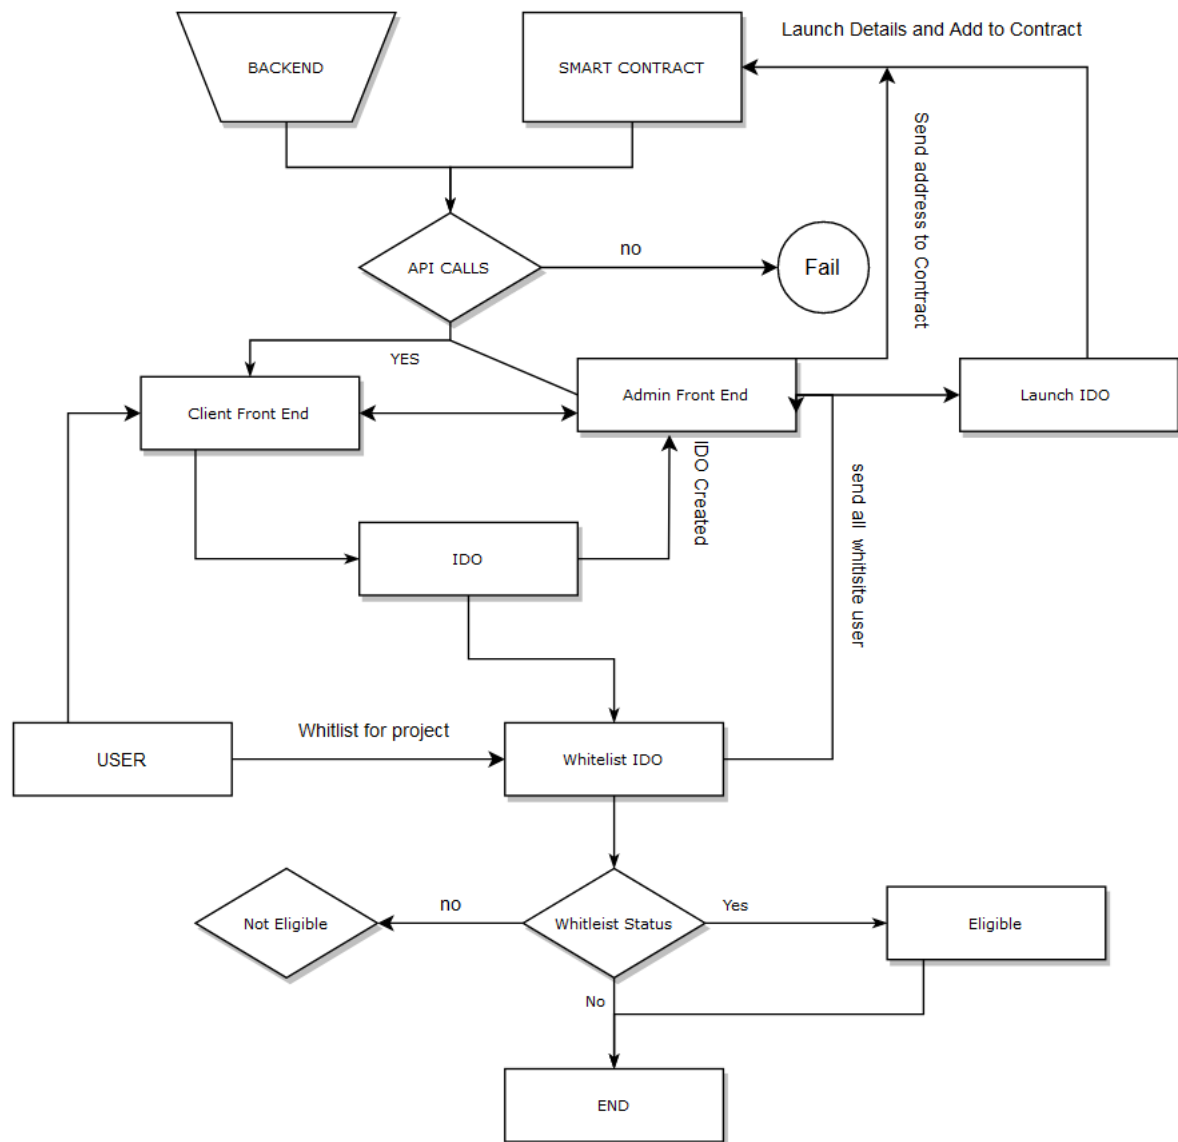 Launch Details and Add to Contract
BACKEND
SMART CONTRACT
Send address to Contract
API CALLS
no
Fail
YES
Client Front End
Admin Front End
Launch IDO
IDO Created
send all whitlsite user
IDO
Whitlist for project
USER
Whitelist IDO
Not Eligible
no
Whitleist Status
Yes
Eligible
No
END